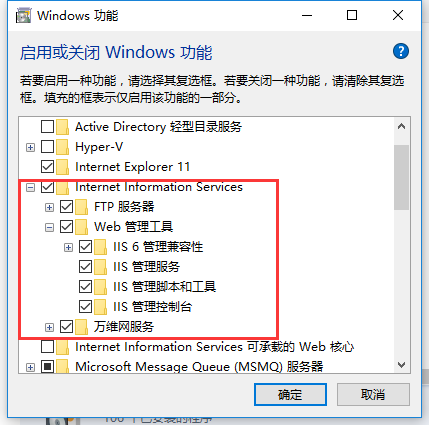 Windows 功能
启用或关闭 Windows 功能
若要启用一种功能，请选择其复选框。若要关闭一种功能，请清除其复选
框。填充的框表示仅启用该功能的一部分。
Active Directory 轻型目录服务
Hyper-V
Internet Explorer 11
Internet Information Services
FTP 服务器
Web 管理工具
IIS 6 管理兼容性
IIS 管理服务
IIS 管理脚本和工具
IIS 管理控制台
万维网服务
Internet Information Services 可承载的 Web 核心
Microsoft Message Queue (MSMQ) 服务器
确定
取消